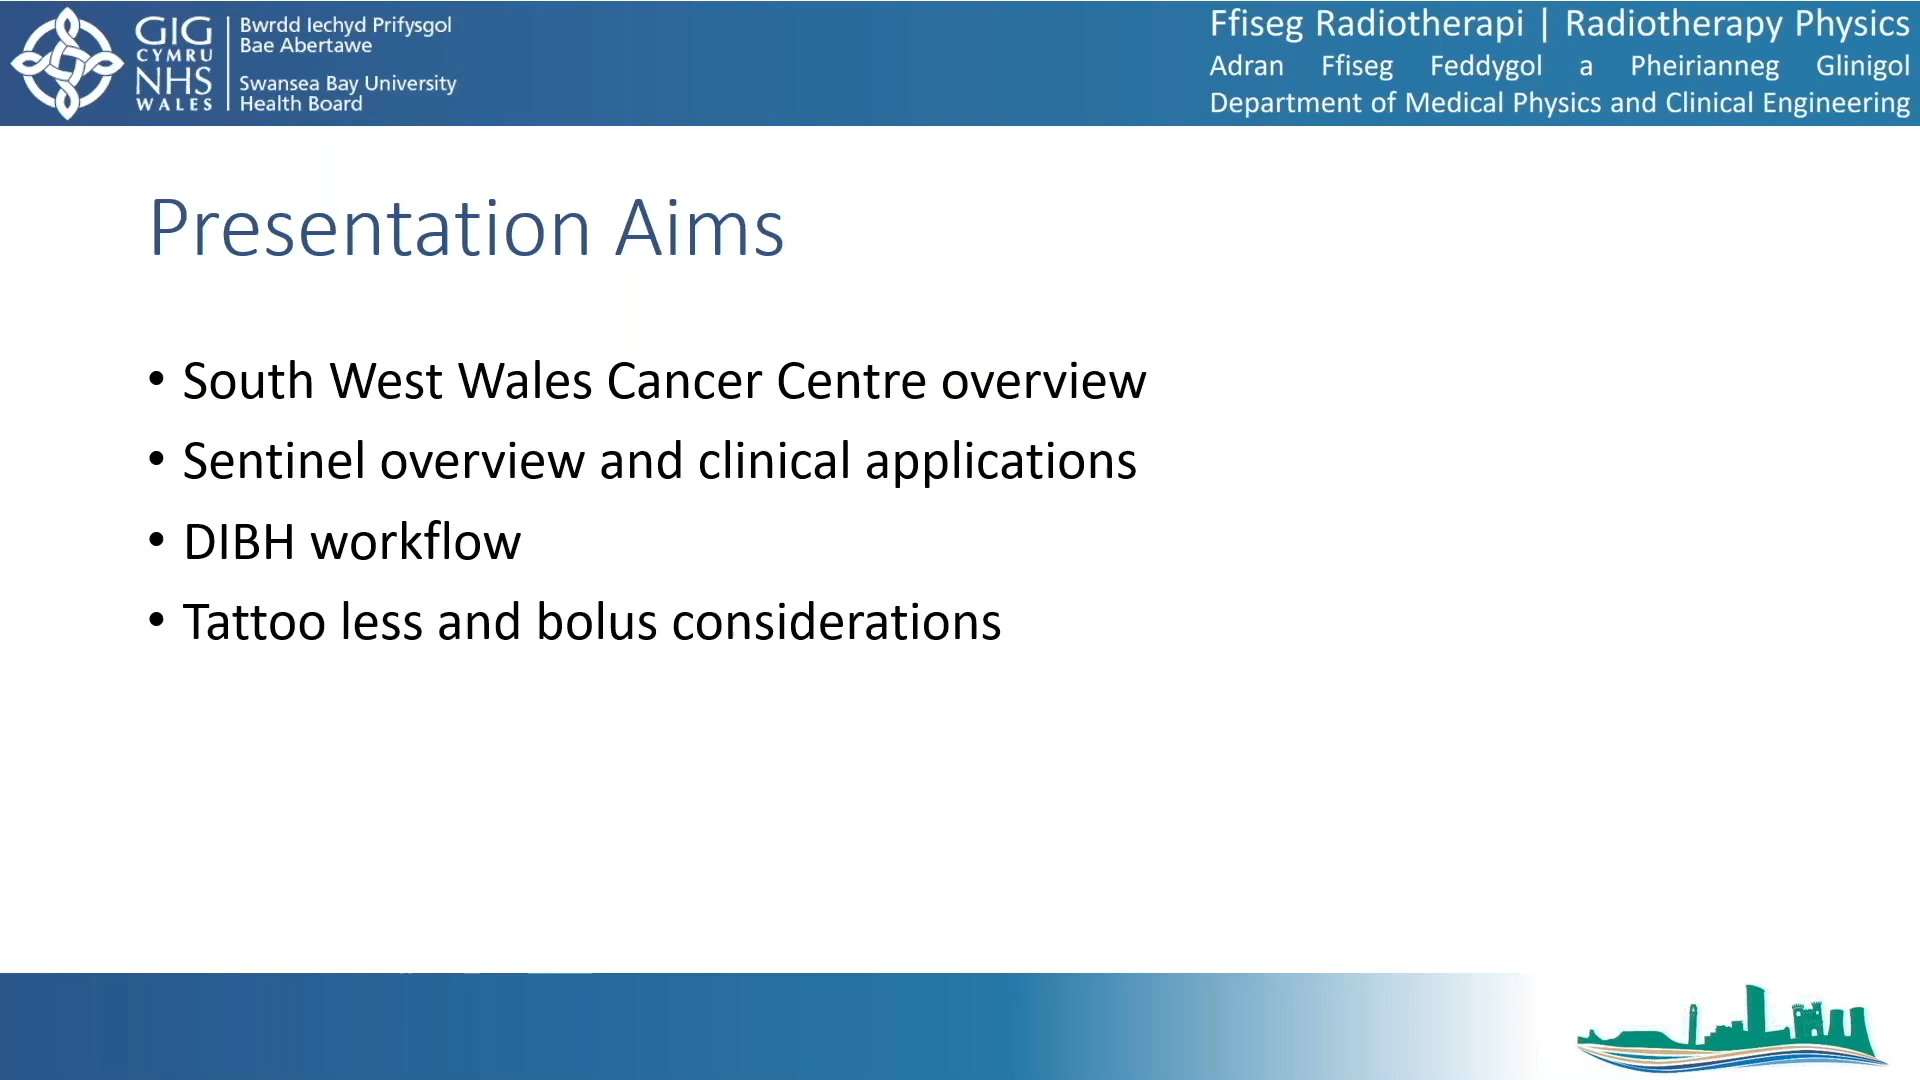 GIG
CYMRU
NHS
WALES
Bwrdd Iechyd Prifysgol
Bae Abertawe
Swansea Bay University
Health Board
Ffiseg Radiotherapi | Radiotherapy Physics
Adran Ffiseg Feddygol a Pheirianneg Glinigol
Department of Medical Physics and Clinical Engineering
Presentation Aims
• South West Wales Cancer Centre overview
• Sentinel overview and clinical applications
• DIBH workflow
• Tattoo less and bolus considerations